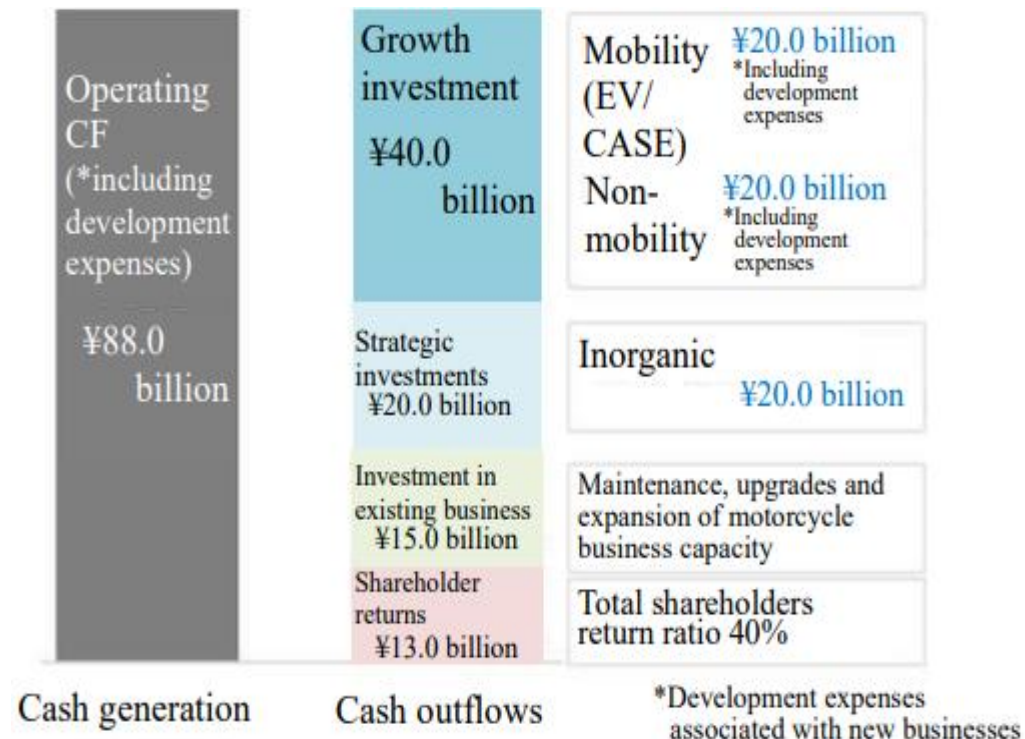 Operating
CF
(*including
development
expenses)
¥88.0
billion
Growth
investment
¥40.0
billion
Strategic
investments
¥20.0 billion
Investment in
existing business
¥15.0 billion
Shareholder
returns
¥13.0 billion
Mobility
(EV/
CASE)
¥20.0 billion
*Including
development
expenses
Non-
mobility
¥20.0 billion
*Including
development
expenses
Inorganic
¥20.0 billion
Maintenance, upgrades and
expansion of motorcycle
business capacity
Total shareholders
return ratio 40%
Cash generation
Cash outflows
*Development expenses
associated with new businesses